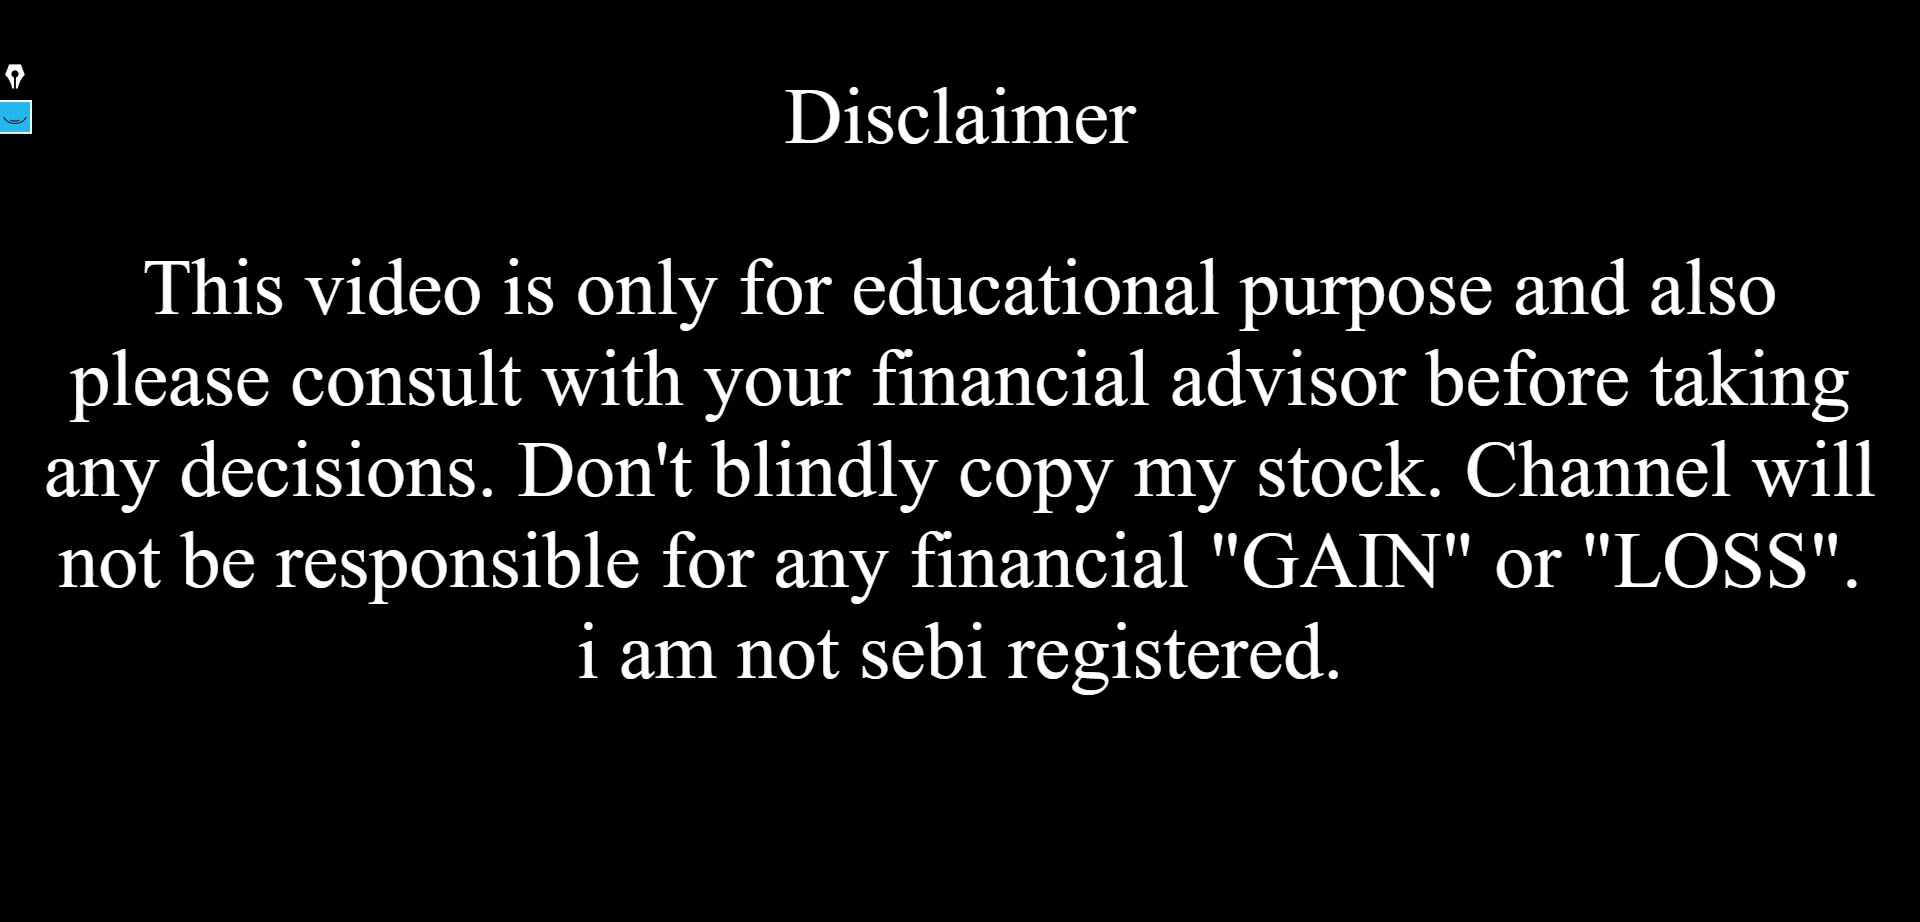 Disclaimer
This video is only for educational purpose and also
please consult with your financial advisor before taking
any decisions. Don't blindly copy my stock. Channel will
not be responsible for any financial "GAIN" or "LOSS".
i am not sebi registered.